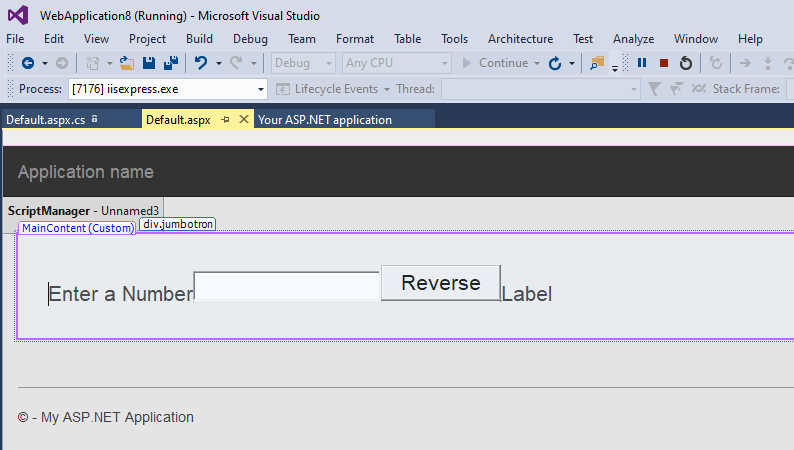 WebApplication8 (Running) - Microsoft Visual Studio
File Edit View Project Build Debug Team Format Table Tools Architecture Test Analyze Window Help
Debug Any CPU Continue
Process: [7176] iisexpress.exe Lifecycle Events Thread: Stack Frame:
Default.aspx.cs Default.aspx Your ASP.NET application
Application name
ScriptManager - Unnamed3
MainContent (Custom) div.jumbotron
Enter a Number Reverse Label
© - My ASP.NET Application